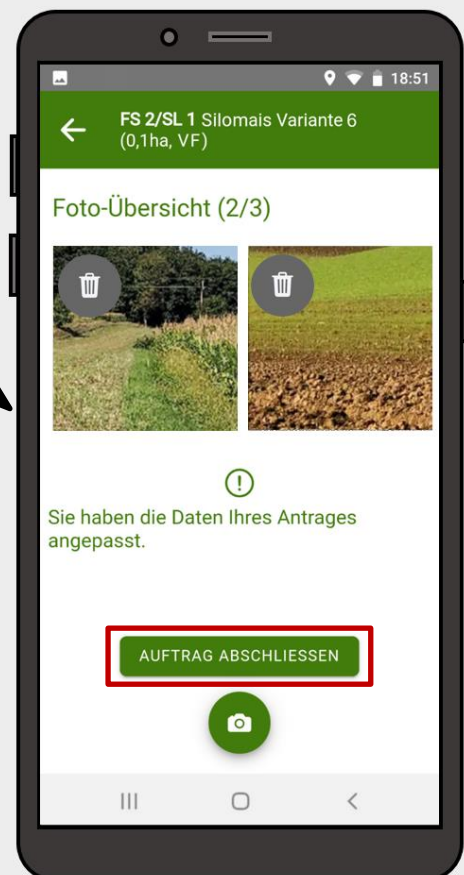 18:51
FS 2/SL 1 Silomais Variante 6
(0,1ha, VF)
Foto-Übersicht (2/3)
Sie haben die Daten Ihres Antrages
angepasst.
AUFTRAG ABSCHLIESSEN